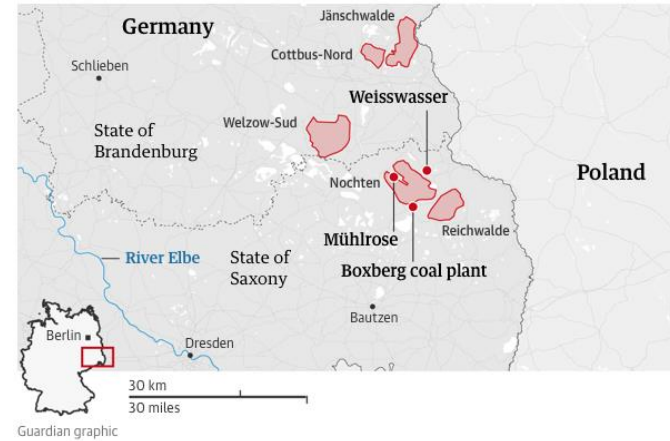 Germany
Jänschwalde
Cottbus-Nord
Schlieben
Weisswasser
Welzow-Sud
State of
Brandenburg
Poland
Nochten
Mühlrose
Reichwalde
River Elbe
State of
Saxony
Boxberg coal plant
Bautzen
Berlin
Dresden
30 km
30 miles
Guardian graphic